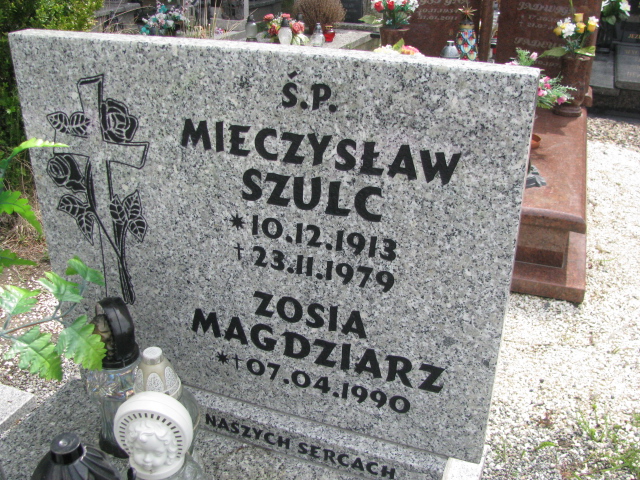 Ś.P.
MIECZYSŁAW
SZULC
*10.12.1913
†23.11.1979
ZOSIA
MAGDZIARZ
*†07.04.1990
NASZYCH SERCACH